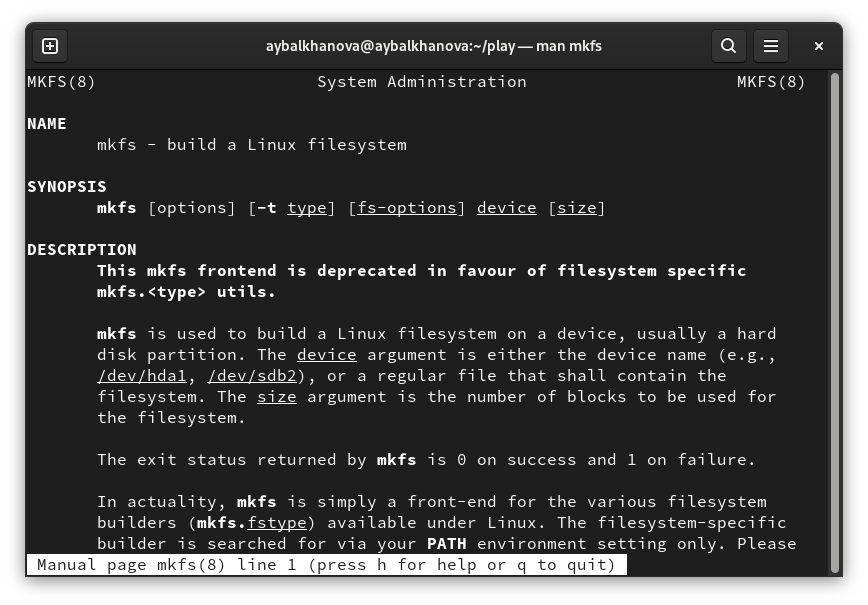 aybalkhanova@aybalkhanova:~/play — man mkfs
MKFS(8) System Administration MKFS(8)
NAME
mkfs - build a Linux filesystem
SYNOPSIS
mkfs [options] [-t type] [fs-options] device [size]
DESCRIPTION
This mkfs frontend is deprecated in favour of filesystem specific
mkfs.<type> utils.
mkfs is used to build a Linux filesystem on a device, usually a hard
disk partition. The device argument is either the device name (e.g.,
/dev/hda1, /dev/sdb2), or a regular file that shall contain the
filesystem. The size argument is the number of blocks to be used for
the filesystem.
The exit status returned by mkfs is 0 on success and 1 on failure.
In actuality, mkfs is simply a front-end for the various filesystem
builders (mkfs.fstype) available under Linux. The filesystem-specific
builder is searched for via your PATH environment setting only. Please
Manual page mkfs(8) line 1 (press h for help or q to quit)